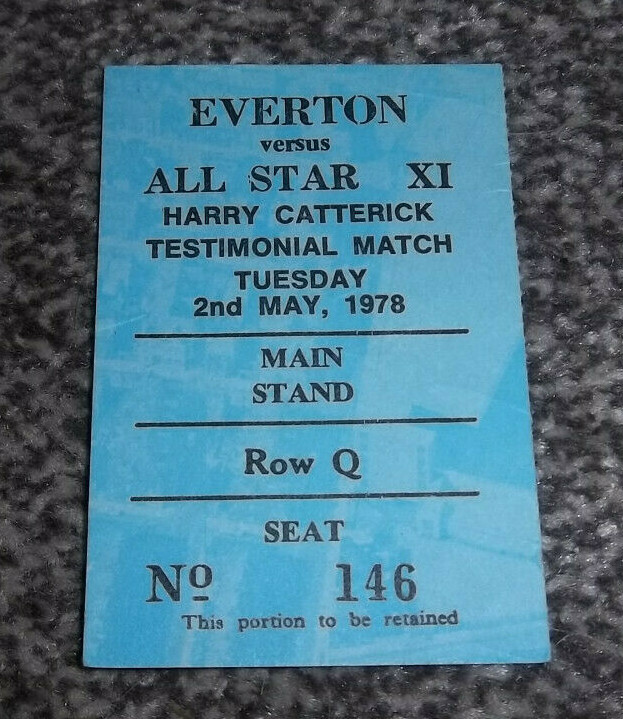 EVERTON
versus
ALL STAR XI
HARRY CATTERICK
TESTIMONIAL MATCH
TUESDAY
2nd MAY, 1978
MAIN
STAND
Row Q
SEAT
Nº 146
This portion to be retained